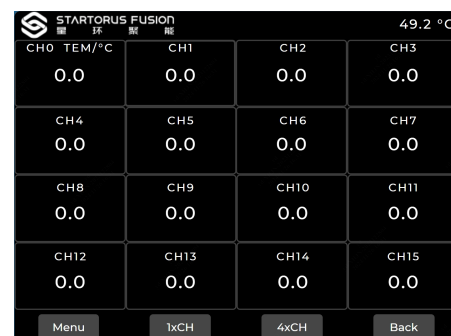 STARTORUS FUSION
星 环 聚 能
49.2 °C
CH0 TEM/°C CH1 CH2 CH3
0.0 0.0 0.0 0.0
CH4 CH5 CH6 CH7
0.0 0.0 0.0 0.0
CH8 CH9 CH10 CH11
0.0 0.0 0.0 0.0
CH12 CH13 CH14 CH15
0.0 0.0 0.0 0.0
Menu 1xCH 4xCH Back